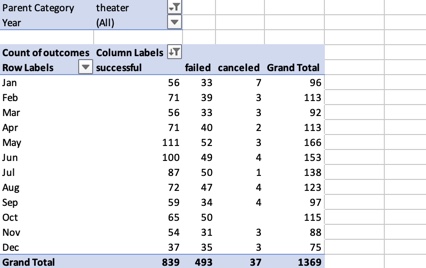 Parent Category theater
Year (All)
Count of outcomes Column Labels
Row Labels successful failed canceled Grand Total
Jan 56 33 7 96
Feb 71 39 3 113
Mar 56 33 3 92
Apr 71 40 2 113
May 111 52 3 166
Jun 100 49 4 153
Jul 87 50 1 138
Aug 72 47 4 123
Sep 59 34 4 97
Oct 65 50 115
Nov 54 31 3 88
Dec 37 35 3 75
Grand Total 839 493 37 1369